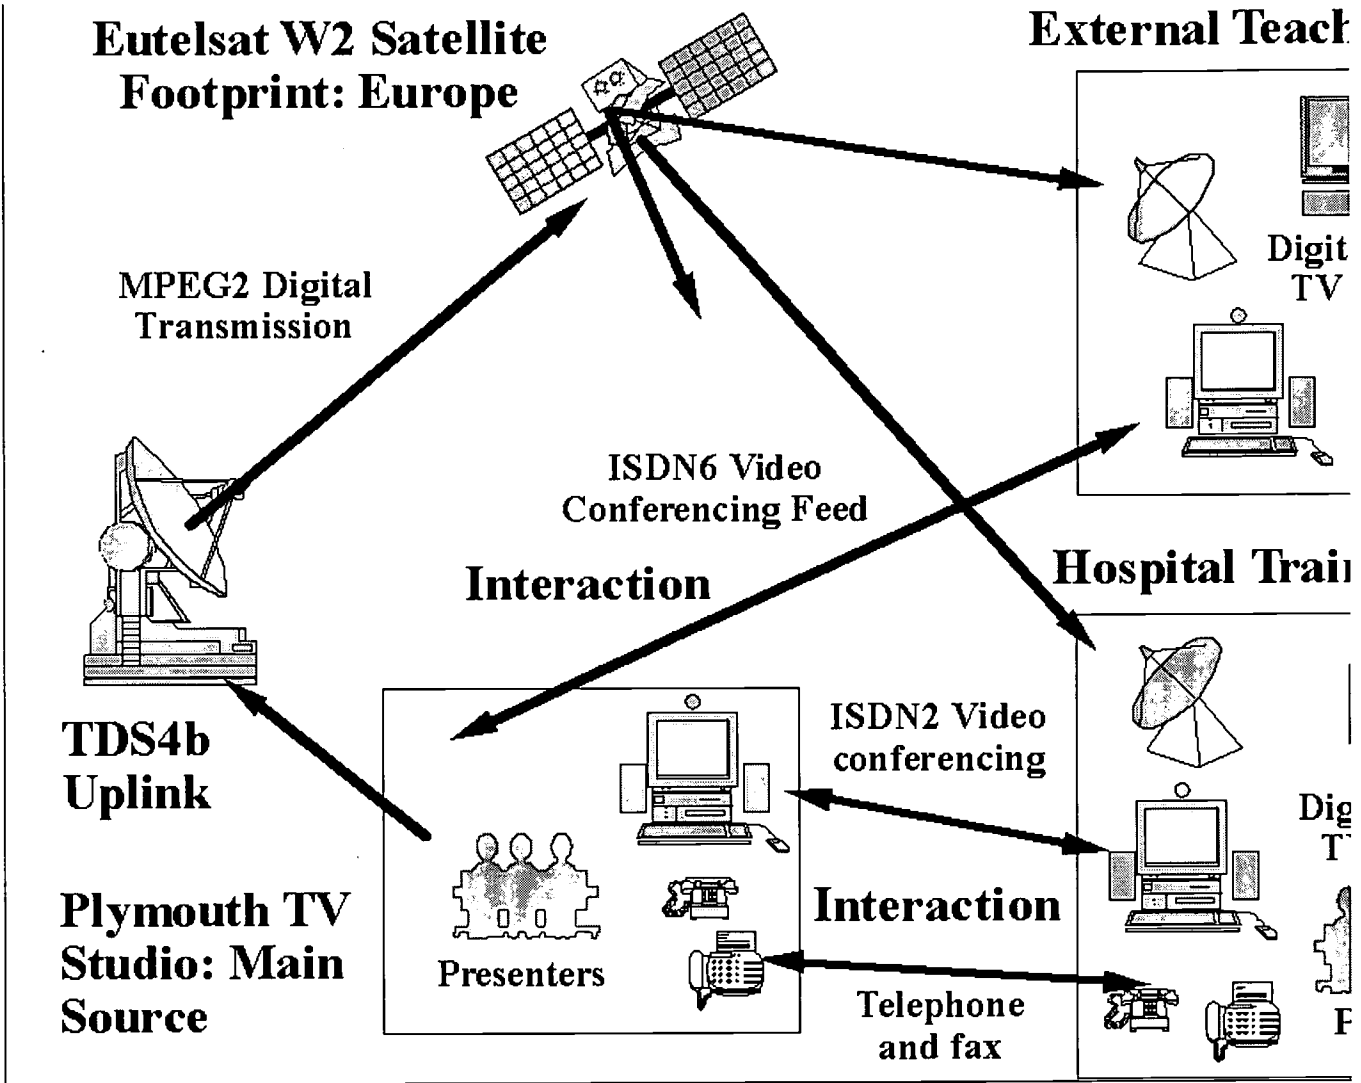 Eutelsat W2 Satellite
Footprint: Europe
External Teach
Digit
TV
MPEG2 Digital
Transmission
ISDN6 Video
Conferencing Feed
Interaction
Hospital Train
TDS4b
Uplink
ISDN2 Video
conferencing
Dig
T
Interaction
Plymouth TV
Studio: Main
Source
Presenters
Telephone
and fax
P